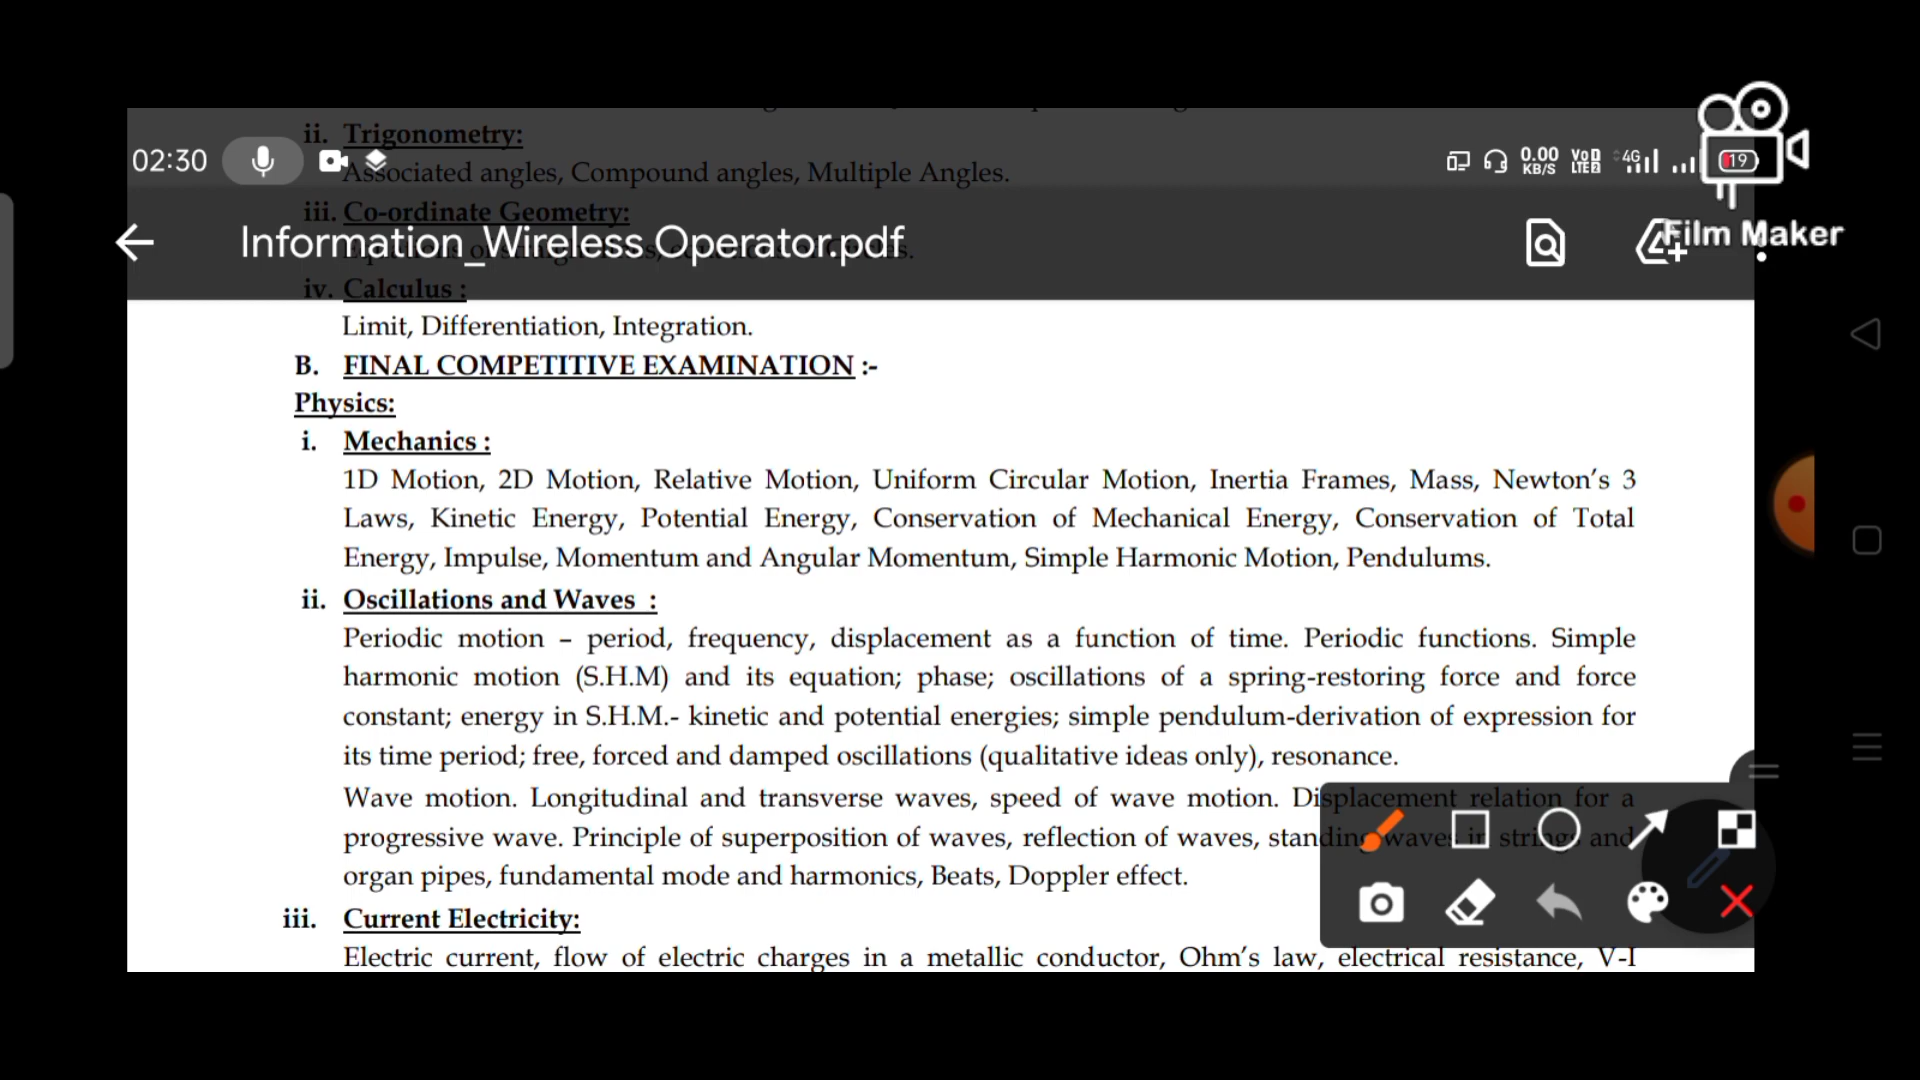 ii. Trigonometry:
02:30
0.00 KB/S
VoD LTE2
4G
19
Associated angles, Compound angles, Multiple Angles.
iii. Co-ordinate Geometry:
Information_Wireless Operator.pdf
Film Maker
iv. Calculus :
Limit, Differentiation, Integration.
B. FINAL COMPETITIVE EXAMINATION :-
Physics:
i. Mechanics :
1D Motion, 2D Motion, Relative Motion, Uniform Circular Motion, Inertia Frames, Mass, Newton's 3
Laws, Kinetic Energy, Potential Energy, Conservation of Mechanical Energy, Conservation of Total
Energy, Impulse, Momentum and Angular Momentum, Simple Harmonic Motion, Pendulums.
ii. Oscillations and Waves :
Periodic motion – period, frequency, displacement as a function of time. Periodic functions. Simple
harmonic motion (S.H.M) and its equation; phase; oscillations of a spring-restoring force and force
constant; energy in S.H.M.- kinetic and potential energies; simple pendulum-derivation of expression for
its time period; free, forced and damped oscillations (qualitative ideas only), resonance.
Wave motion. Longitudinal and transverse waves, speed of wave motion. Displacement relation for a
progressive wave. Principle of superposition of waves, reflection of waves, standing waves in strings and
organ pipes, fundamental mode and harmonics, Beats, Doppler effect.
iii. Current Electricity:
Electric current, flow of electric charges in a metallic conductor, Ohm's law, electrical resistance, V-I